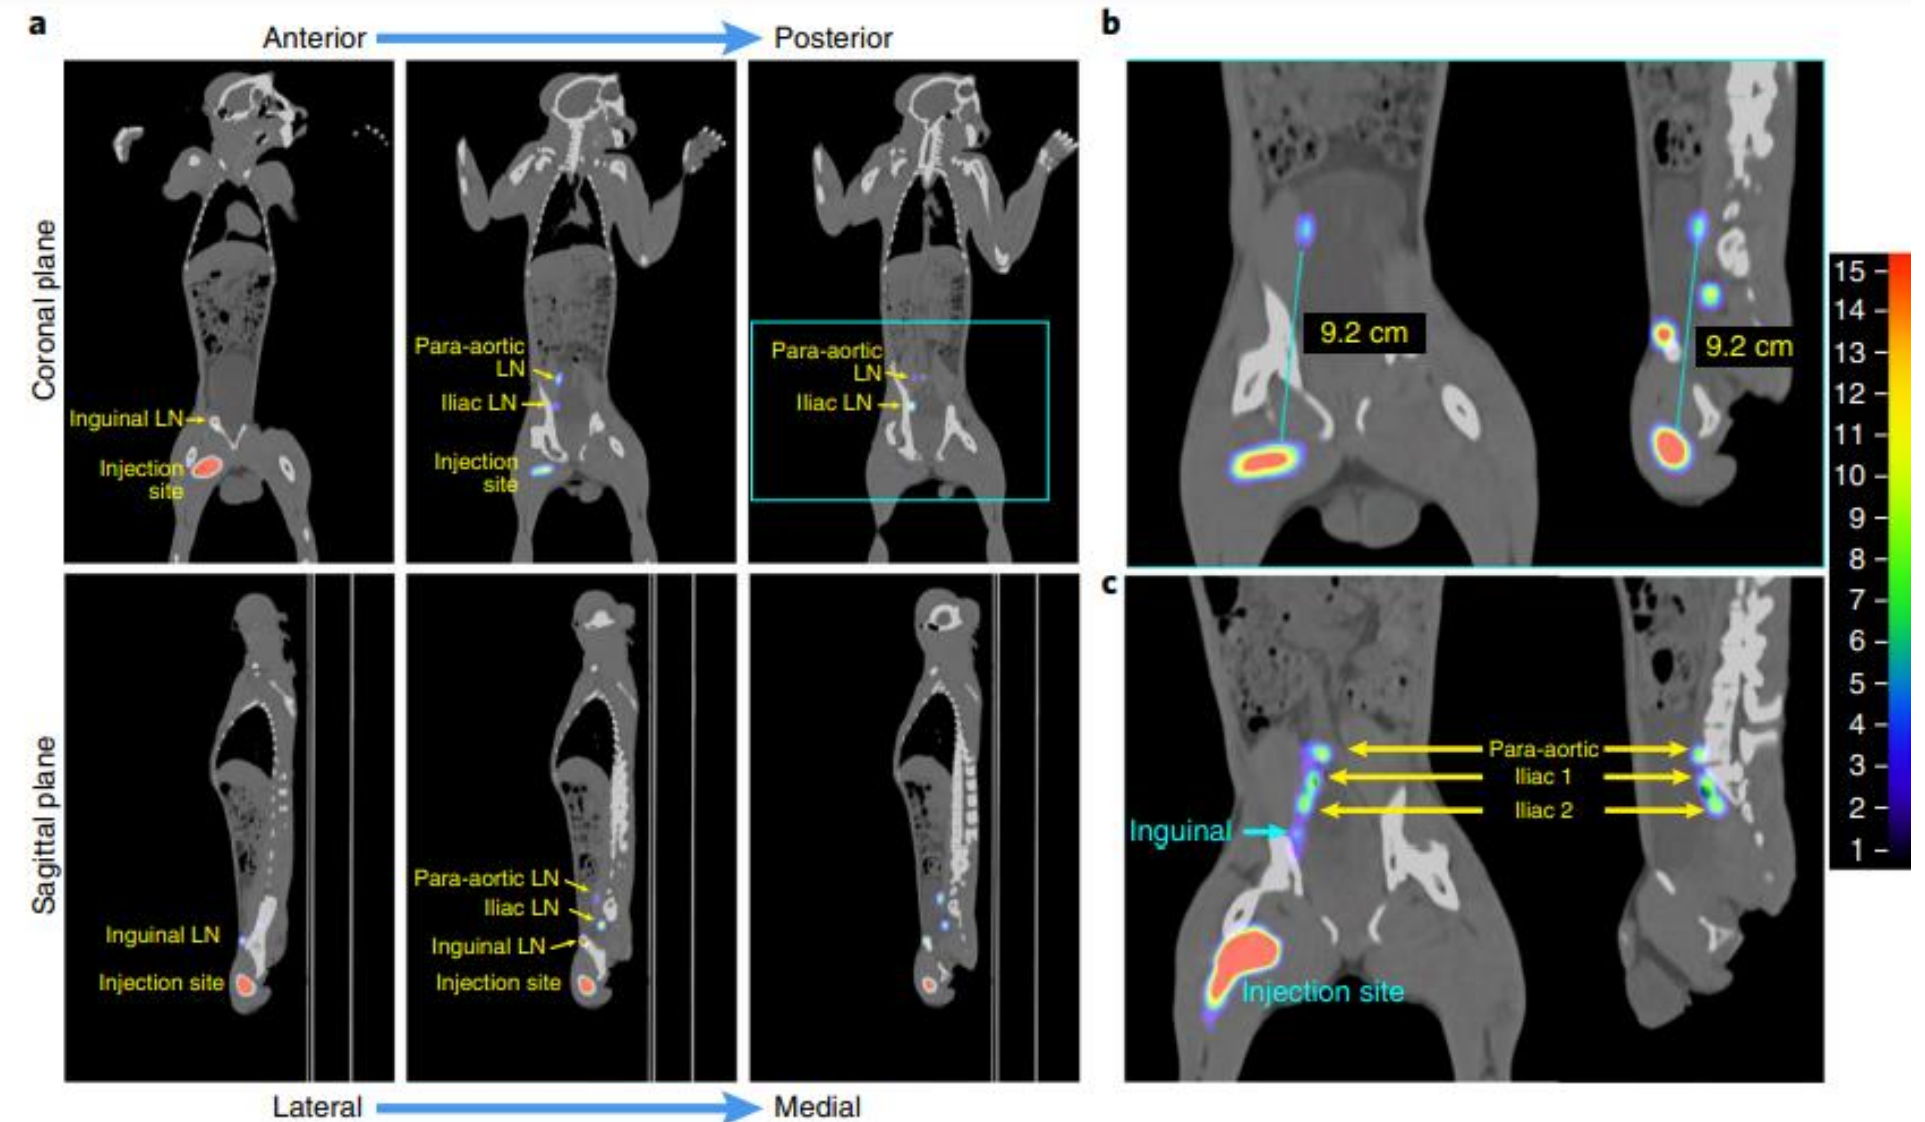 a
Anterior
Posterior
Coronal plane
Inguinal LN
Injection
site
Para-aortic
LN
Iliac LN
Injection
site
Para-aortic
LN
Iliac LN
Sagittal plane
Inguinal LN
Injection site
Para-aortic LN
Iliac LN
Inguinal LN
Injection site
Lateral
Medial
b
9.2 cm
9.2 cm
c
Para-aortic
Iliac 1
Iliac 2
Inguinal
Injection site
15
14
13
12
11
10
9
8
7
6
5
4
3
2
1